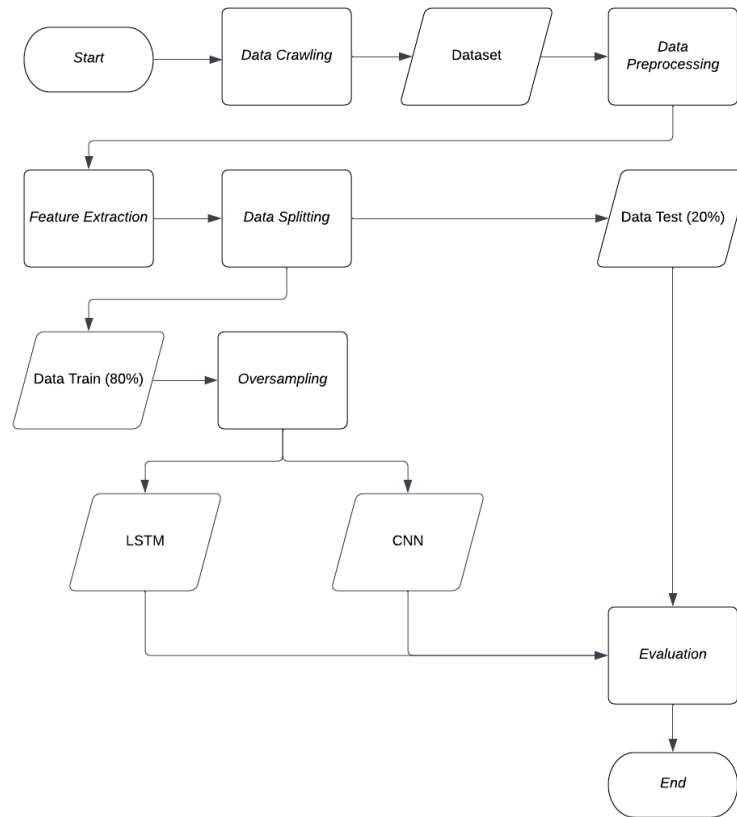 Start
Data Crawling
Dataset
Data
Preprocessing
Feature Extraction
Data Splitting
Data Test (20%)
Data Train (80%)
Oversampling
LSTM
CNN
Evaluation
End